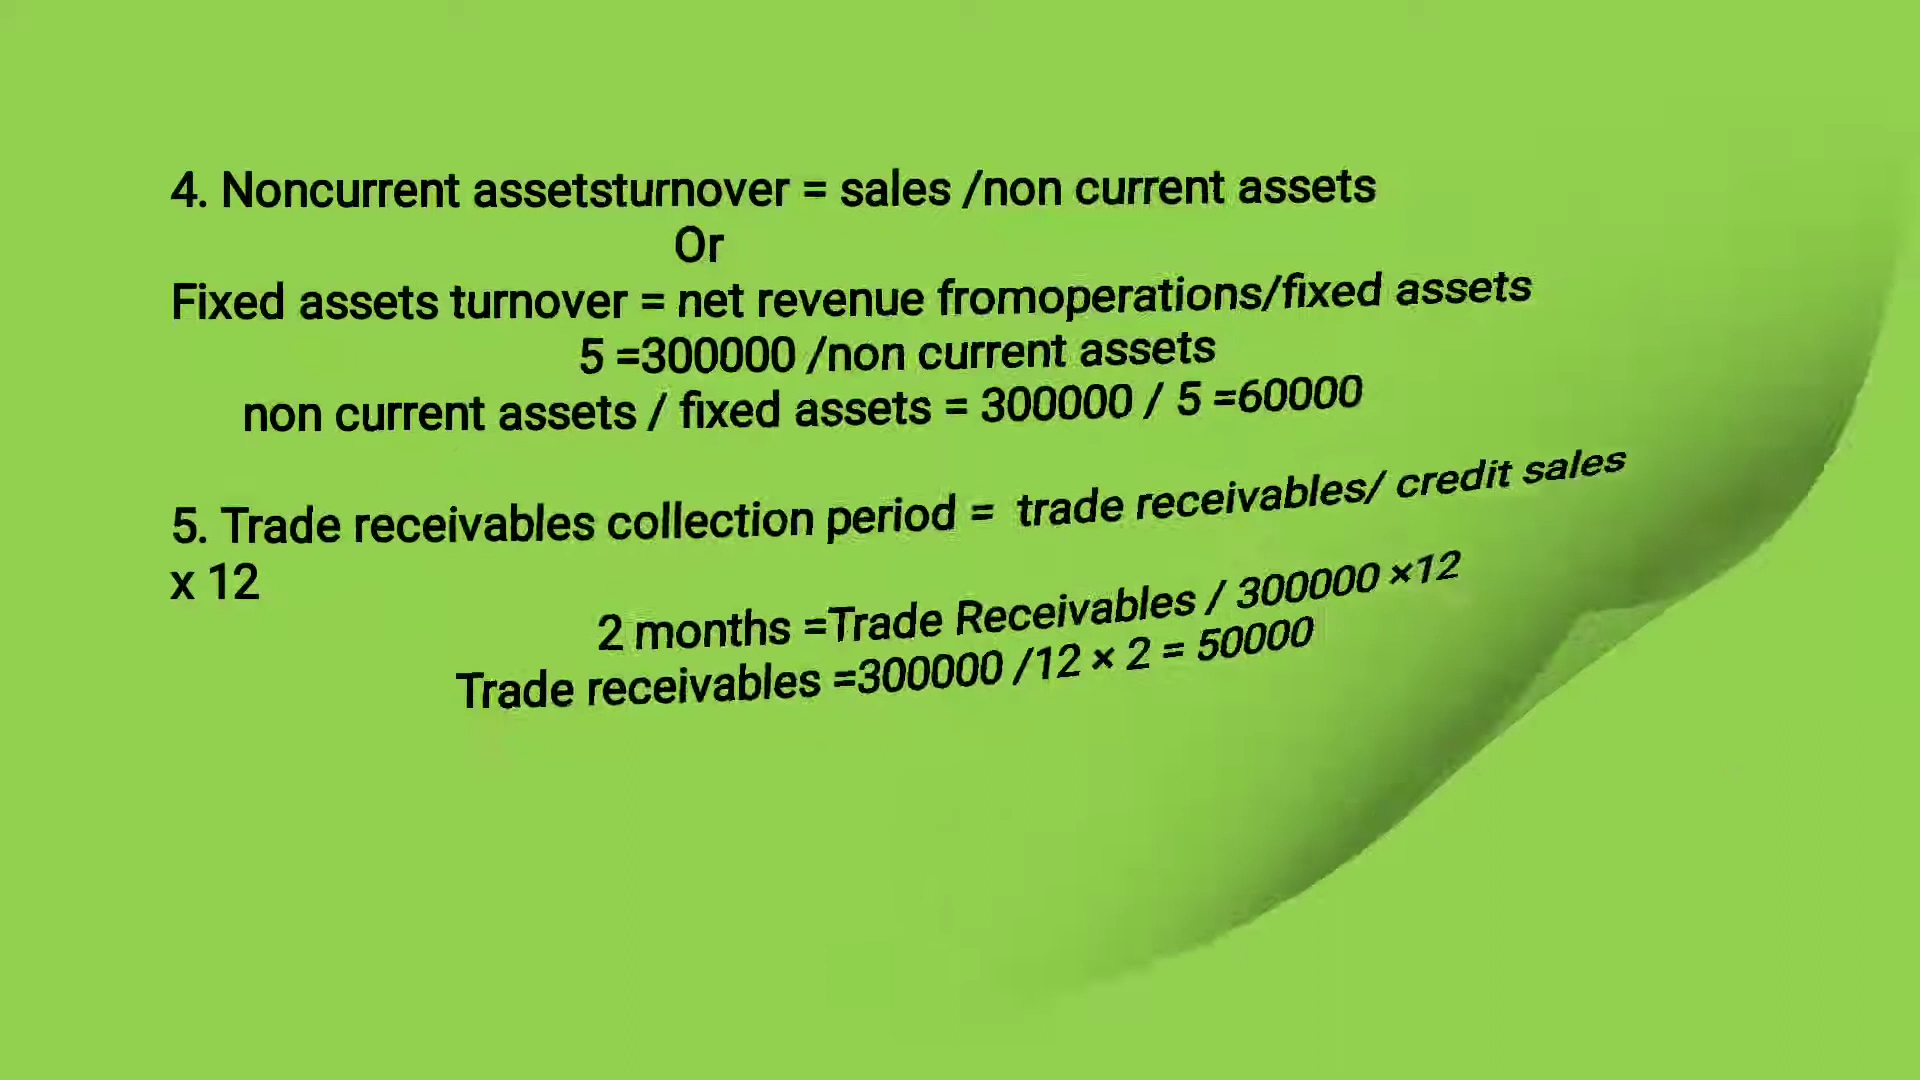 4. Noncurrent assetsturnover = sales /non current assets
Or
Fixed assets turnover = net revenue fromoperations/fixed assets
5 =300000 /non current assets
non current assets / fixed assets = 300000 / 5 =60000
5. Trade receivables collection period = trade receivables/ credit sales
x 12
2 months =Trade Receivables / 300000 ×12
Trade receivables =300000 /12 × 2 = 50000